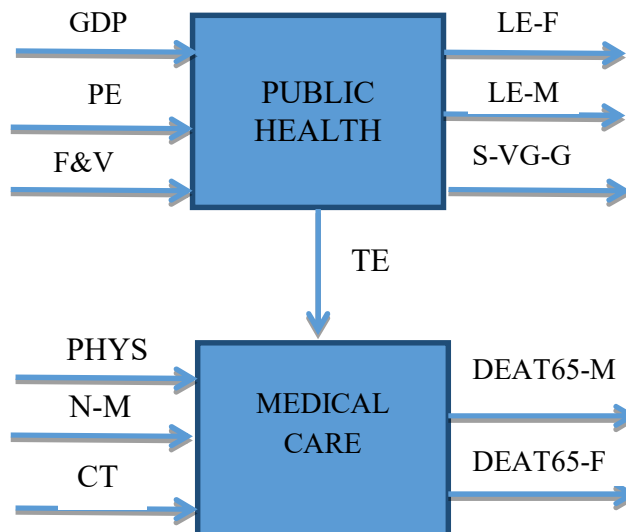 GDP
PE
F&V
PUBLIC
HEALTH
LE-F
LE-M
S-VG-G
TE
PHYS
N-M
CT
MEDICAL
CARE
DEAT65-M
DEAT65-F